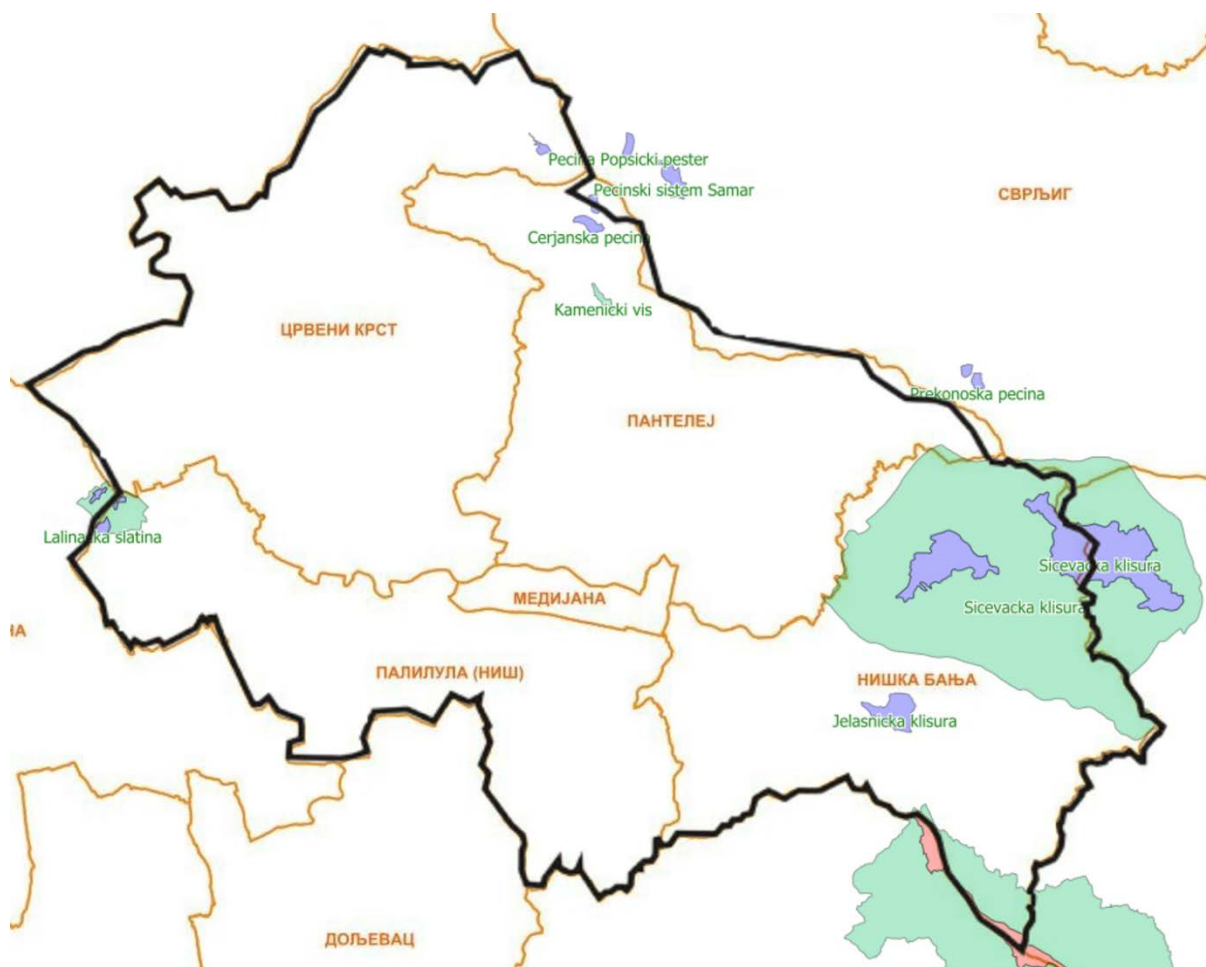 Pecina Popsicki pester
Pecinski sistem Samar
СВРЉИГ
Cerjanska pecina
Kamenicki vis
ЦРВЕНИ КРСТ
Prekonoska pecina
ПАНТЕЛЕЈ
Lalinacka slatina
Sicevacka klisura
МЕДИЈАНА
Sicevacka klisura
НА
ПАЛИЛУЛА (НИШ)
НИШКА БАЊА
Jelasnicka klisura
ДОЉЕВАЦ